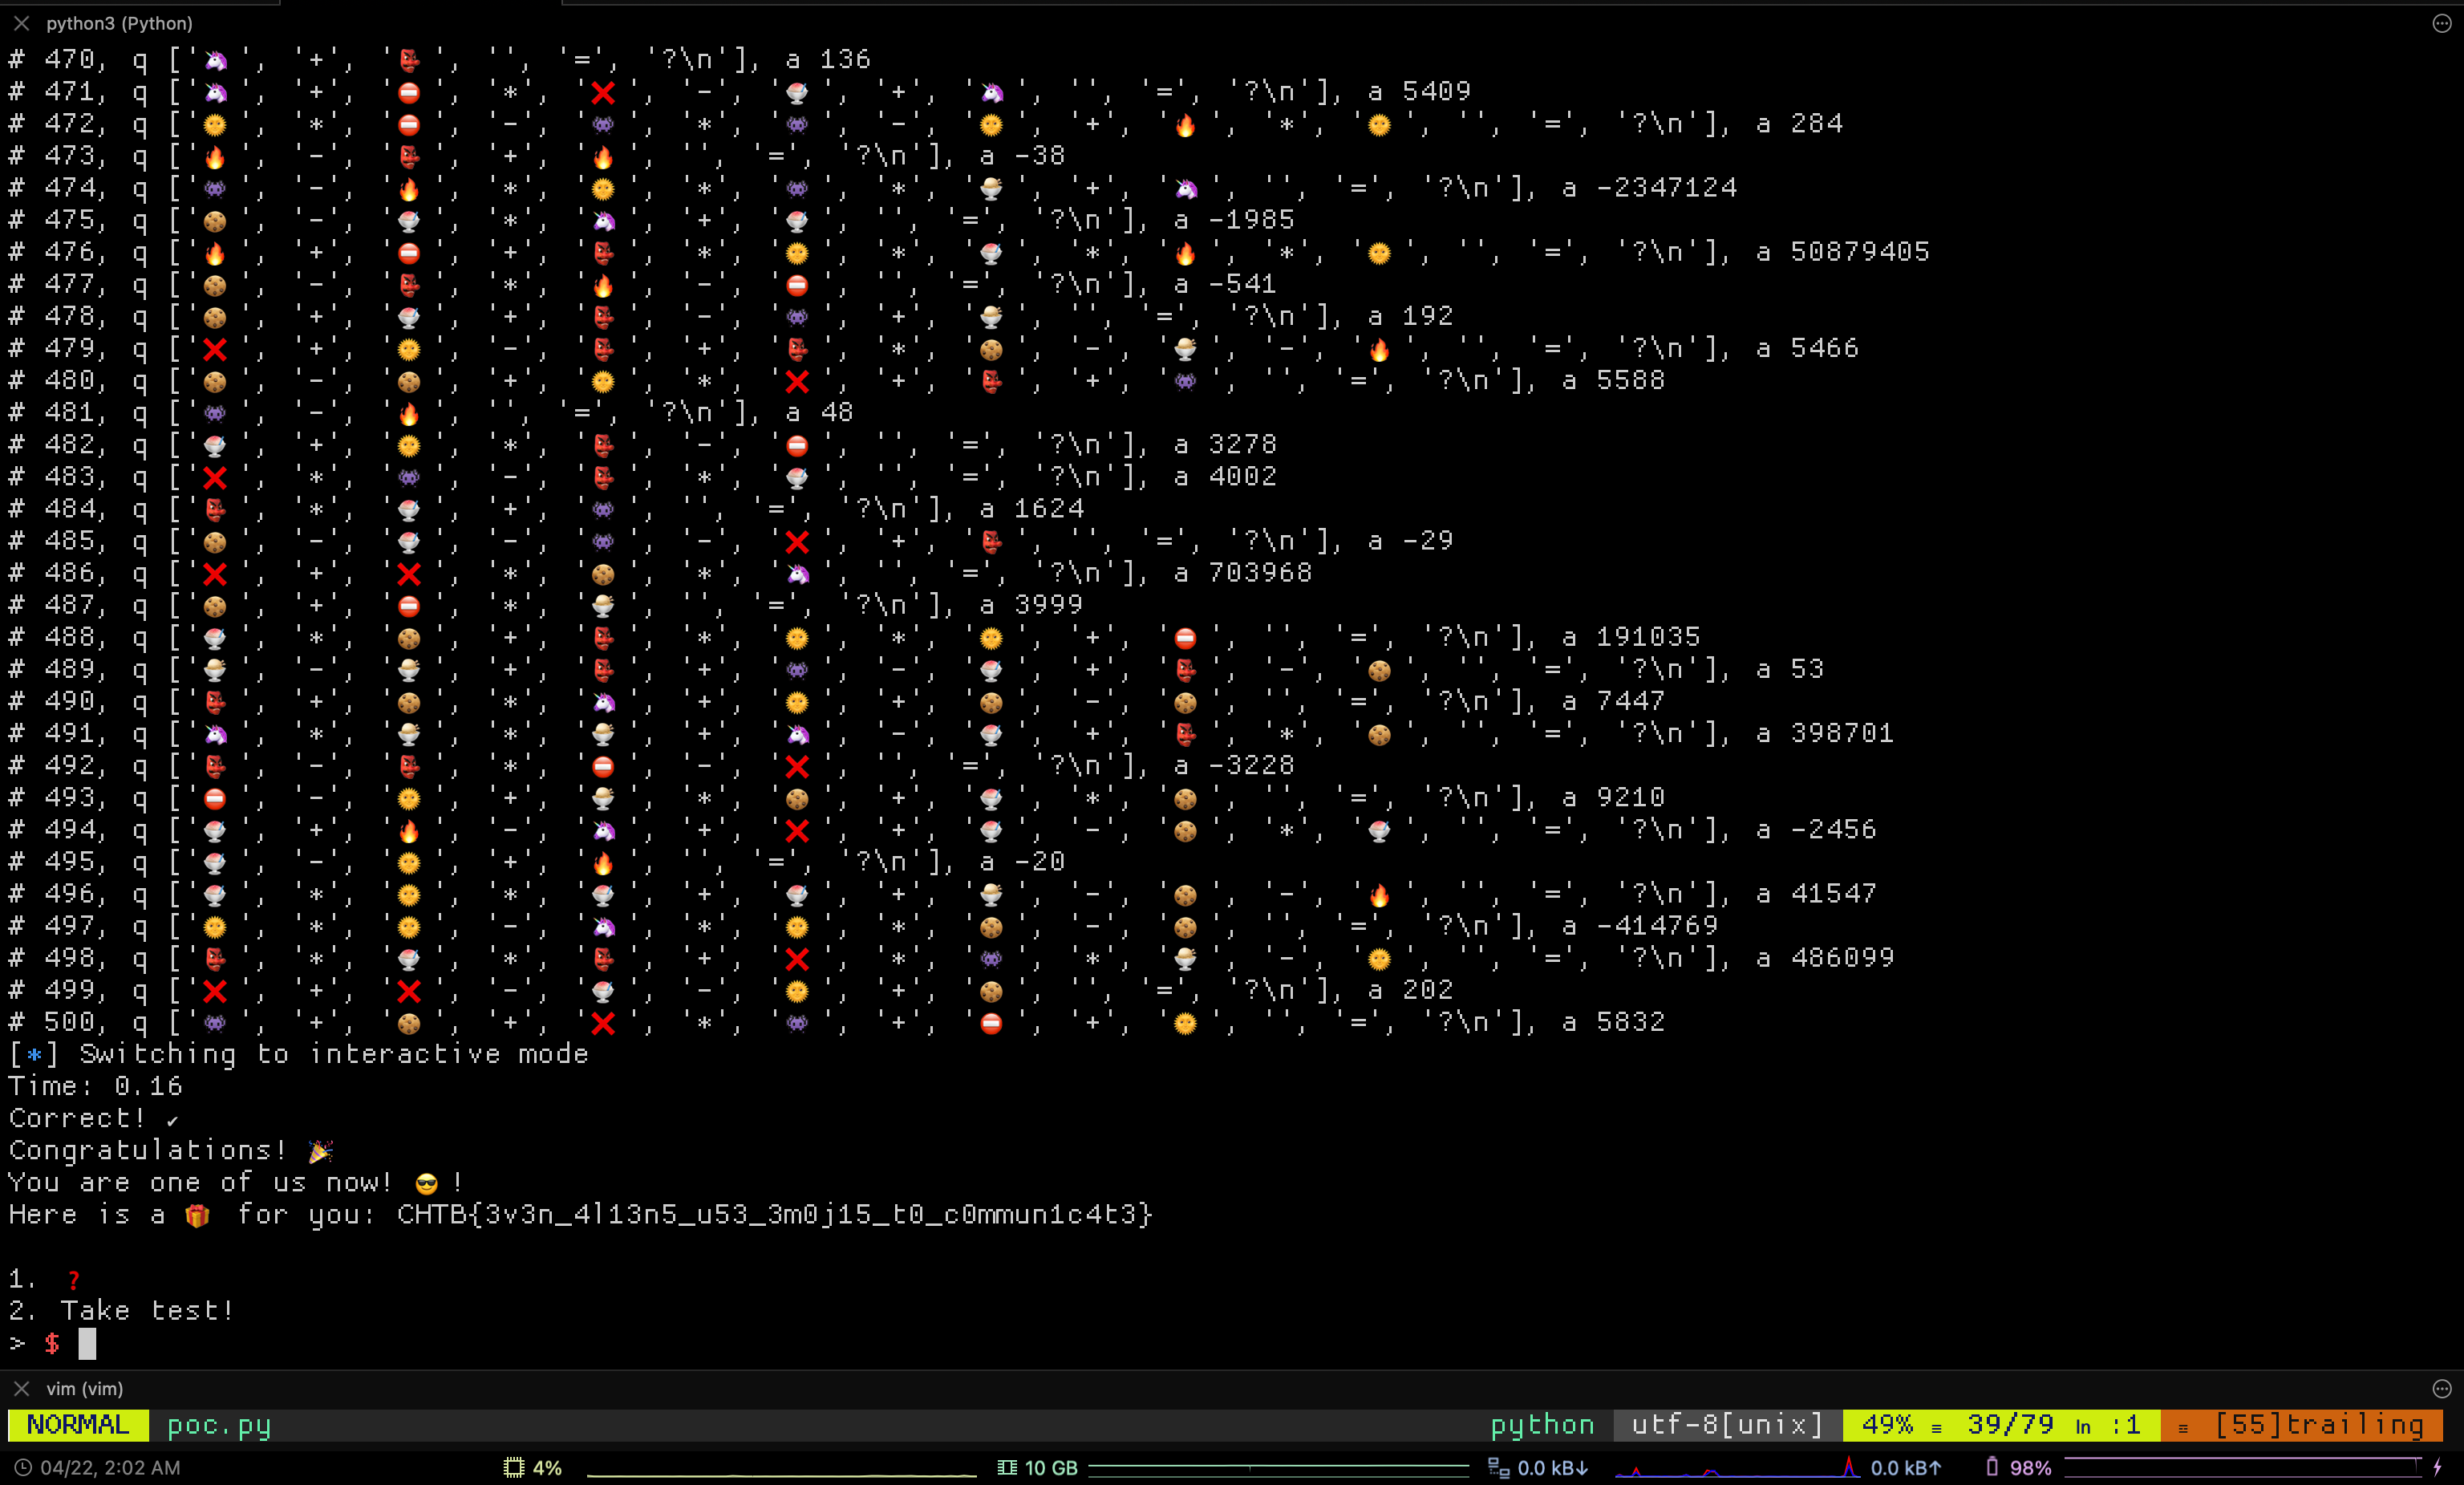 python3 (Python)
# 470, q ['🦄', '+', '👺', '', '=', '?\n'], a 136
# 471, q ['🦄', '+', '⛔', '*', '❌', '-', '🍧', '+', '🦄', '', '=', '?\n'], a 5409
# 472, q ['🌞', '*', '⛔', '-', '👾', '*', '👾', '-', '🌞', '+', '🔥', '*', '🌞', '', '=', '?\n'], a 284
# 473, q ['🔥', '-', '👺', '+', '🔥', '', '=', '?\n'], a -38
# 474, q ['👾', '-', '🔥', '*', '🌞', '*', '👾', '*', '🍨', '+', '🦄', '', '=', '?\n'], a -2347124
# 475, q ['🍪', '-', '🍧', '*', '🦄', '+', '🍧', '', '=', '?\n'], a -1985
# 476, q ['🔥', '+', '⛔', '+', '👺', '*', '🌞', '*', '🍧', '*', '🔥', '*', '🌞', '', '=', '?\n'], a 50879405
# 477, q ['🍪', '-', '👺', '*', '🔥', '-', '⛔', '', '=', '?\n'], a -541
# 478, q ['🍪', '+', '🍧', '+', '👺', '-', '👾', '+', '🍨', '', '=', '?\n'], a 192
# 479, q ['❌', '+', '🌞', '-', '👺', '+', '👺', '*', '🍪', '-', '🍨', '-', '🔥', '', '=', '?\n'], a 5466
# 480, q ['🍪', '-', '🍪', '+', '🌞', '*', '❌', '+', '👺', '+', '👾', '', '=', '?\n'], a 5588
# 481, q ['👾', '-', '🔥', '', '=', '?\n'], a 48
# 482, q ['🍧', '+', '🌞', '*', '👺', '-', '⛔', '', '=', '?\n'], a 3278
# 483, q ['❌', '*', '👾', '-', '👺', '*', '🍧', '', '=', '?\n'], a 4002
# 484, q ['👺', '*', '🍧', '+', '👾', '', '=', '?\n'], a 1624
# 485, q ['🍪', '-', '🍧', '-', '👾', '-', '❌', '+', '👺', '', '=', '?\n'], a -29
# 486, q ['❌', '+', '❌', '*', '🍪', '*', '🦄', '', '=', '?\n'], a 703968
# 487, q ['🍪', '+', '⛔', '*', '🍨', '', '=', '?\n'], a 3999
# 488, q ['🍧', '*', '🍪', '+', '👺', '*', '🌞', '*', '🌞', '+', '⛔', '', '=', '?\n'], a 191035
# 489, q ['🍨', '-', '🍨', '+', '👺', '+', '👾', '-', '🍧', '+', '👺', '-', '🍪', '', '=', '?\n'], a 53
# 490, q ['👺', '+', '🍪', '*', '🦄', '+', '🌞', '+', '🍪', '-', '🍪', '', '=', '?\n'], a 7447
# 491, q ['🦄', '*', '🍨', '*', '🍨', '+', '🦄', '-', '🍧', '+', '👺', '*', '🍪', '', '=', '?\n'], a 398701
# 492, q ['👺', '-', '👺', '*', '⛔', '-', '❌', '', '=', '?\n'], a -3228
# 493, q ['⛔', '-', '🌞', '+', '🍨', '*', '🍪', '+', '🍧', '*', '🍪', '', '=', '?\n'], a 9210
# 494, q ['🍧', '+', '🔥', '-', '🦄', '+', '❌', '+', '🍧', '-', '🍪', '*', '🍧', '', '=', '?\n'], a -2456
# 495, q ['🍧', '-', '🌞', '+', '🔥', '', '=', '?\n'], a -20
# 496, q ['🍧', '*', '🌞', '*', '🍧', '+', '🍧', '+', '🍨', '-', '🍪', '-', '🔥', '', '=', '?\n'], a 41547
# 497, q ['🌞', '*', '🌞', '-', '🦄', '*', '🌞', '*', '🍪', '-', '🍪', '', '=', '?\n'], a -414769
# 498, q ['👺', '*', '🍧', '*', '👺', '+', '❌', '*', '👾', '*', '🍨', '-', '🌞', '', '=', '?\n'], a 486099
# 499, q ['❌', '+', '❌', '-', '🍧', '-', '🌞', '+', '🍪', '', '=', '?\n'], a 202
# 500, q ['👾', '+', '🍪', '+', '❌', '*', '👾', '+', '⛔', '+', '🌞', '', '=', '?\n'], a 5832
[*] Switching to interactive mode
Time: 0.16
Correct! ✔
Congratulations! 🎉
You are one of us now! 😎 !
Here is a 🎁 for you: CHTB{3v3n_4l13n5_u53_3m0j15_t0_c0mmun1c4t3}
1. ❓
2. Take test!
> $
vim (vim)
NORMAL poc.py python utf-8[unix] 49% ≡ 39/79 ln :1 ≡ [55]trailing
04/22, 2:02 AM 4% 10 GB 0.0 kB↓ 0.0 kB↑ 98%